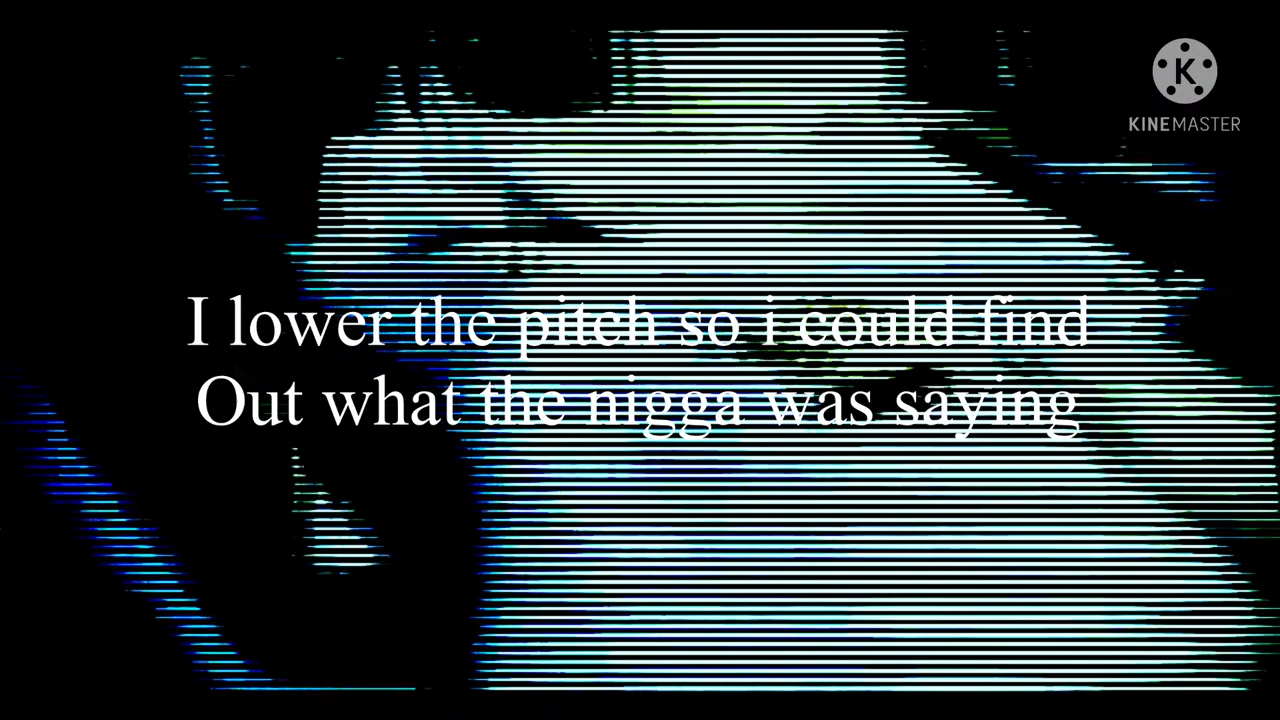 KINEMASTER
I lower the pitch so i could find
Out what the nigga was saying